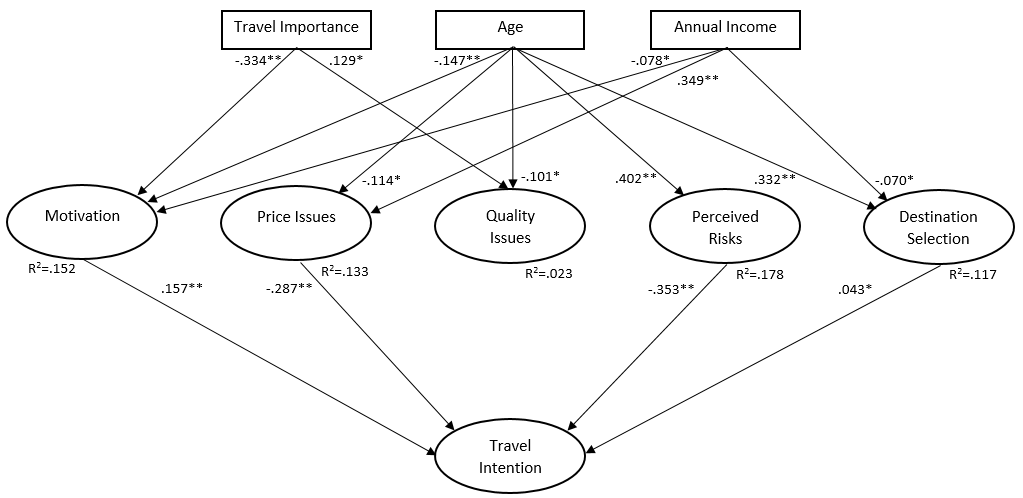 Travel Importance
Age
Annual Income
-.334**
.129*
-.147**
-.078*
.349**
-.114*
-.101*
.402**
.332**
-.070*
Motivation
Price Issues
Quality
Issues
Perceived
Risks
Destination
Selection
R²=.152
R²=.133
R²=.023
R²=.178
R²=.117
.157**
-.287**
-.353**
.043*
Travel
Intention